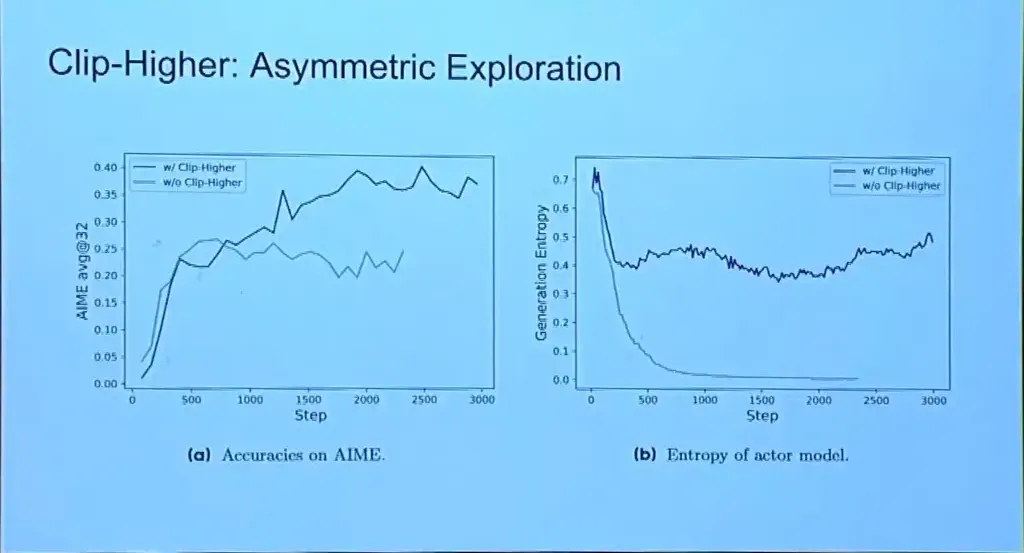 Clip-Higher: Asymmetric Exploration
w/ Clip-Higher
w/o Clip-Higher
AIME avg@32
0.40
0.35
0.30
0.25
0.20
0.15
0.10
0.05
0.00
0 500 1000 1500 2000 2500 3000
Step
(a) Accuracies on AIME.
w/ Clip-Higher
w/o Clip-Higher
Generation Entropy
0.7
0.6
0.5
0.4
0.3
0.2
0.1
0.0
0 500 1000 1500 2000 2500 3000
Step
(b) Entropy of actor model.